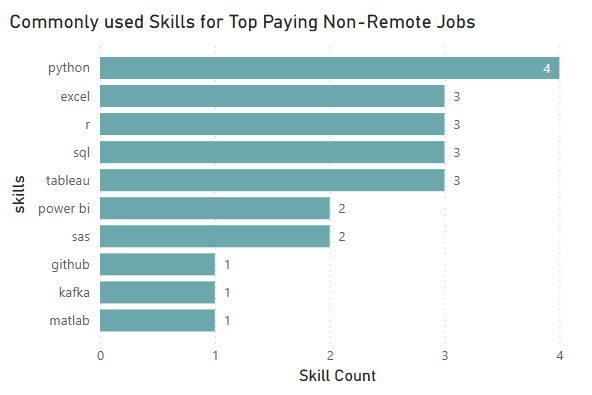 Commonly used Skills for Top Paying Non-Remote Jobs
skills
python 4
excel 3
r 3
sql 3
tableau 3
power bi 2
sas 2
github 1
kafka 1
matlab 1
0 1 2 3 4
Skill Count